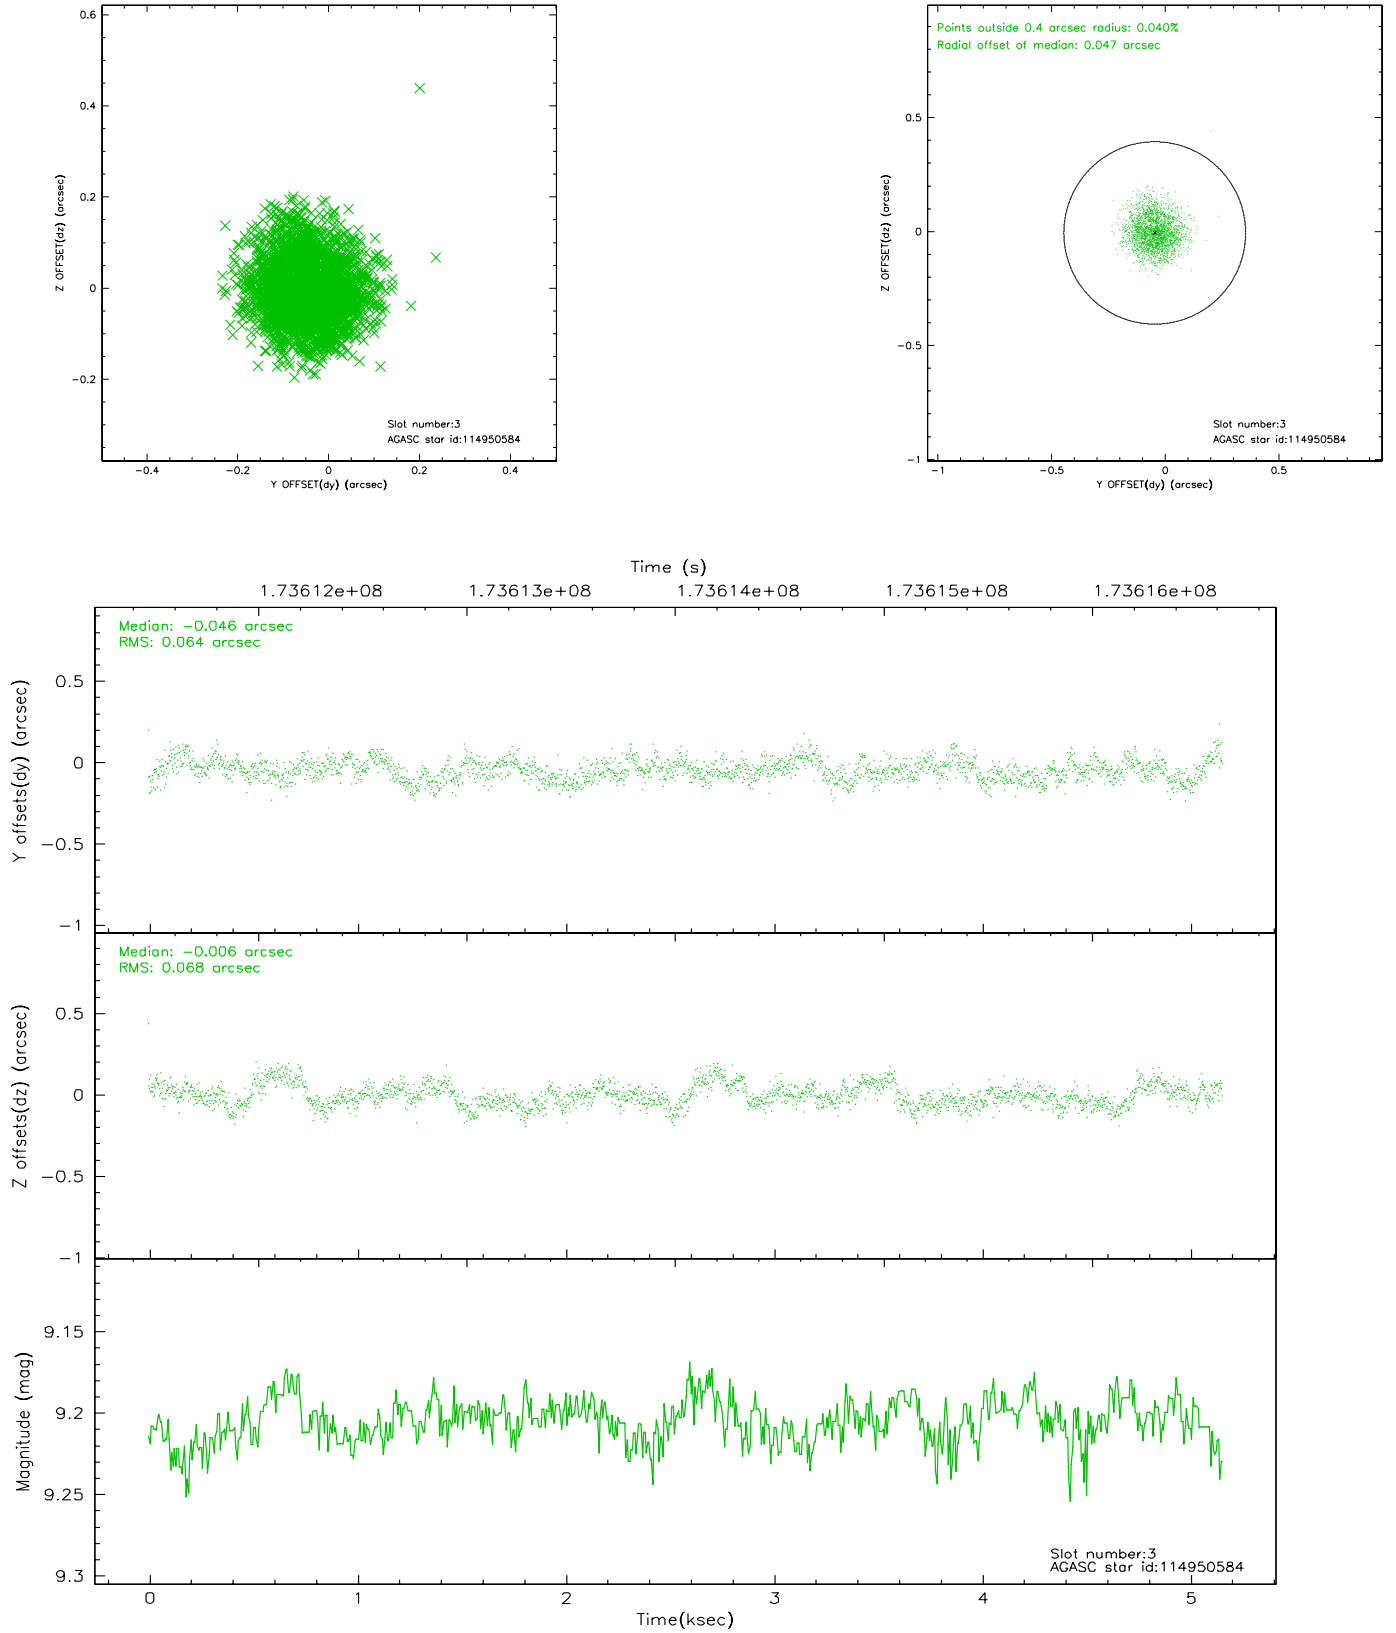 0.6
0.4
0.2
0
−0.2
Z OFFSET(dz) (arcsec)
Slot number:3
AGASC star id:114950584
−0.4 −0.2 0 0.2 0.4
Y OFFSET(dy) (arcsec)
Points outside 0.4 arcsec radius: 0.040%
Radial offset of median: 0.047 arcsec
0.5
0
−0.5
−1
Z OFFSET(dz) (arcsec)
Slot number:3
AGASC star id:114950584
−1 −0.5 0 0.5
Y OFFSET(dy) (arcsec)
Time (s)
1.73612e+08 1.73613e+08 1.73614e+08 1.73615e+08 1.73616e+08
Median: −0.046 arcsec
RMS: 0.064 arcsec
0.5
0
−0.5
−1
Y offsets(dy) (arcsec)
Median: −0.006 arcsec
RMS: 0.068 arcsec
0.5
0
−0.5
−1
Z offsets(dz) (arcsec)
9.15
9.2
9.25
9.3
Magnitude (mag)
Slot number:3
AGASC star id:114950584
0 1 2 3 4 5
Time(ksec)